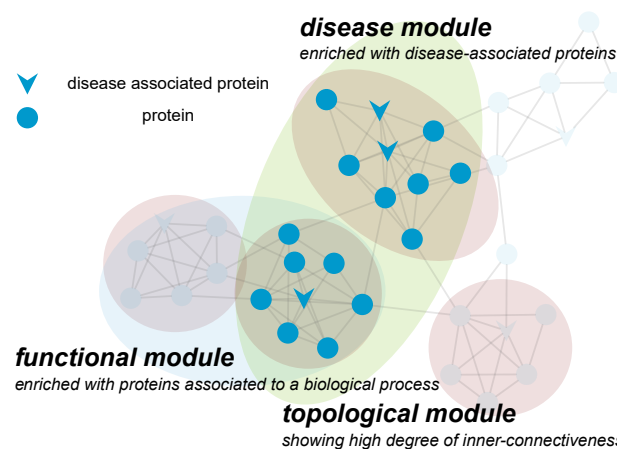 disease module
enriched with disease-associated proteins
disease associated protein
protein
functional module
enriched with proteins associated to a biological process
topological module
showing high degree of inner-connectiveness